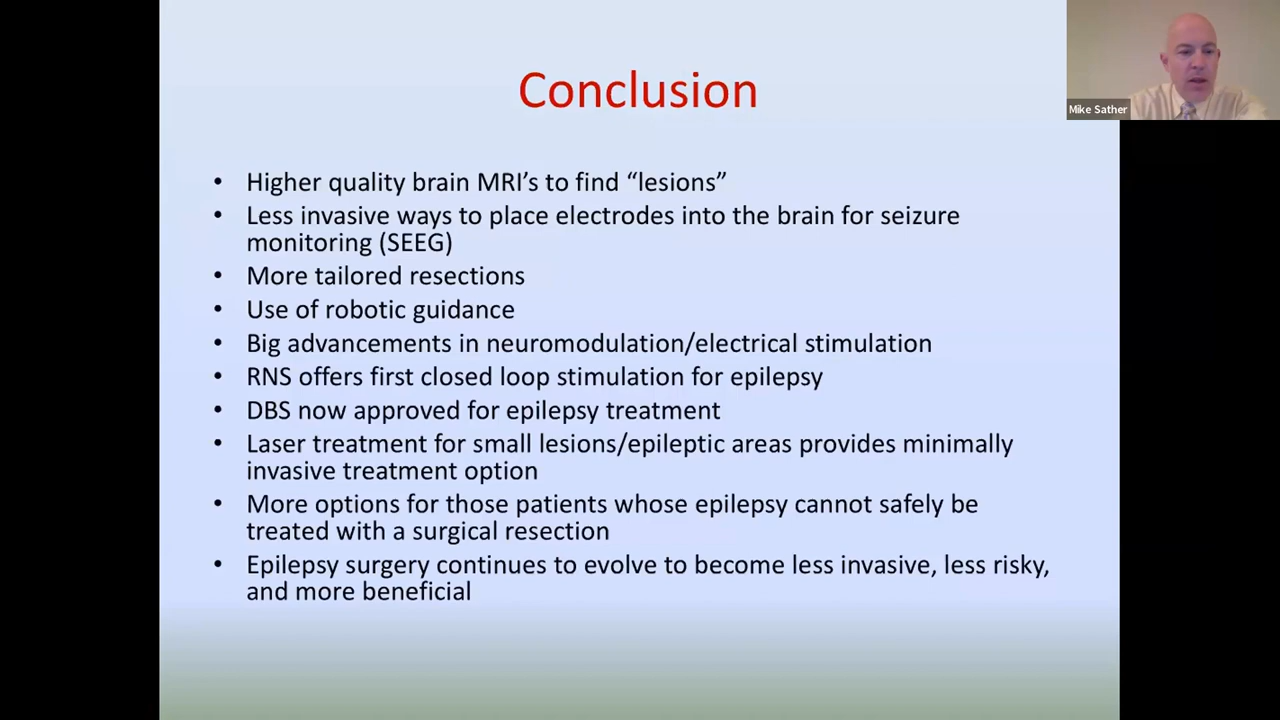 Conclusion
Mike Sather
• Higher quality brain MRI's to find “lesions”
• Less invasive ways to place electrodes into the brain for seizure
monitoring (SEEG)
• More tailored resections
• Use of robotic guidance
• Big advancements in neuromodulation/electrical stimulation
• RNS offers first closed loop stimulation for epilepsy
• DBS now approved for epilepsy treatment
• Laser treatment for small lesions/epileptic areas provides minimally
invasive treatment option
• More options for those patients whose epilepsy cannot safely be
treated with a surgical resection
• Epilepsy surgery continues to evolve to become less invasive, less risky,
and more beneficial